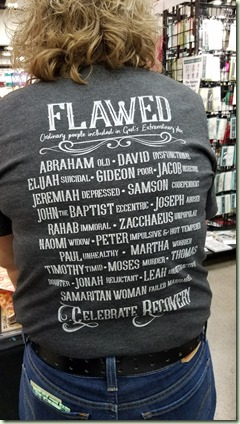 FLAWED
Ordinary people included in God's Extraordinary
ABRAHAM OLD • DAVID DYSFUNCTIONAL
ELIJAH SUICIDAL • GIDEON POOR • JACOB
JEREMIAH DEPRESSED • SAMSON CODEPENDENT
JOHN THE BAPTIST ECCENTRIC • JOSEPH ABUSED
RAHAB IMMORAL • ZACCHAEUS UNPOPULAR
NAOMI WIDOW • PETER IMPULSIVE & HOT TEMPERED
PAUL UNHEALTHY • MARTHA WORRIER
TIMOTHY TIMID • MOSES MURDER • THOMAS
DOUBTER • JONAH RELUCTANT • LEAH
SAMARITAN WOMAN FAILED
CELEBRATE RECOVERY